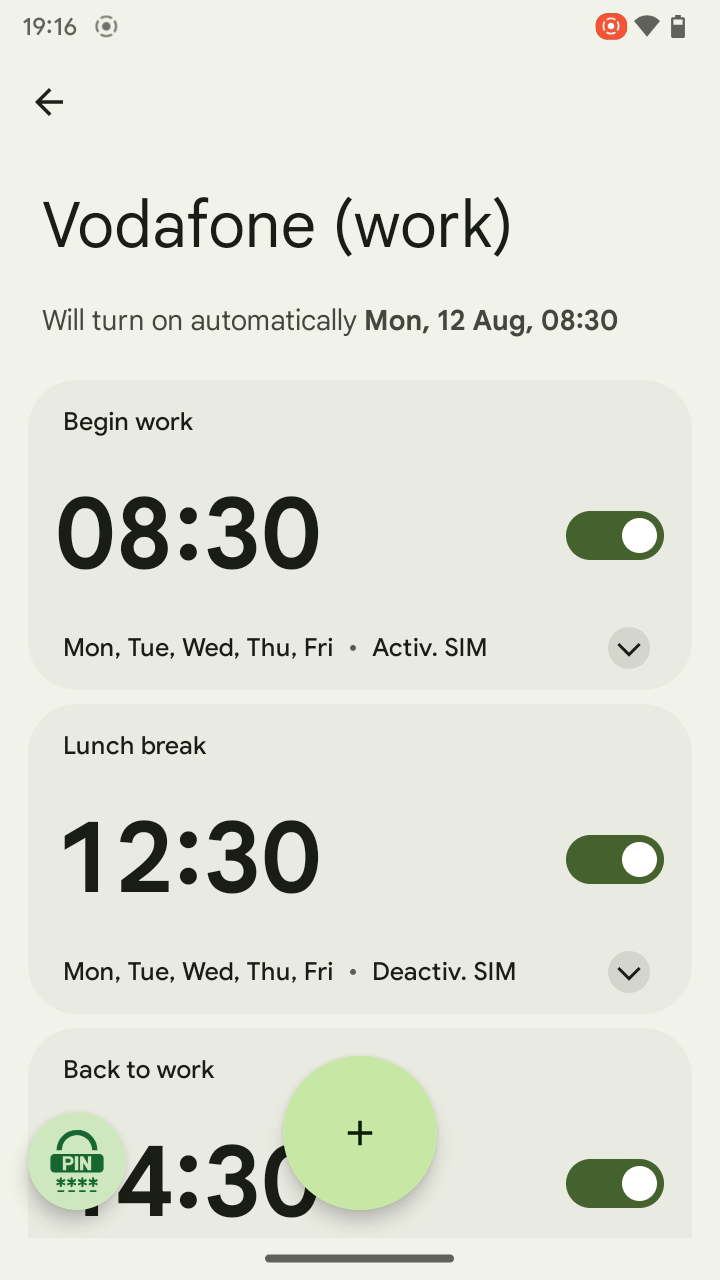 19:16
Vodafone (work)
Will turn on automatically Mon, 12 Aug, 08:30
Begin work
08:30
Mon, Tue, Wed, Thu, Fri • Activ. SIM
Lunch break
12:30
Mon, Tue, Wed, Thu, Fri • Deactiv. SIM
Back to work
14:30
+
PIN
****